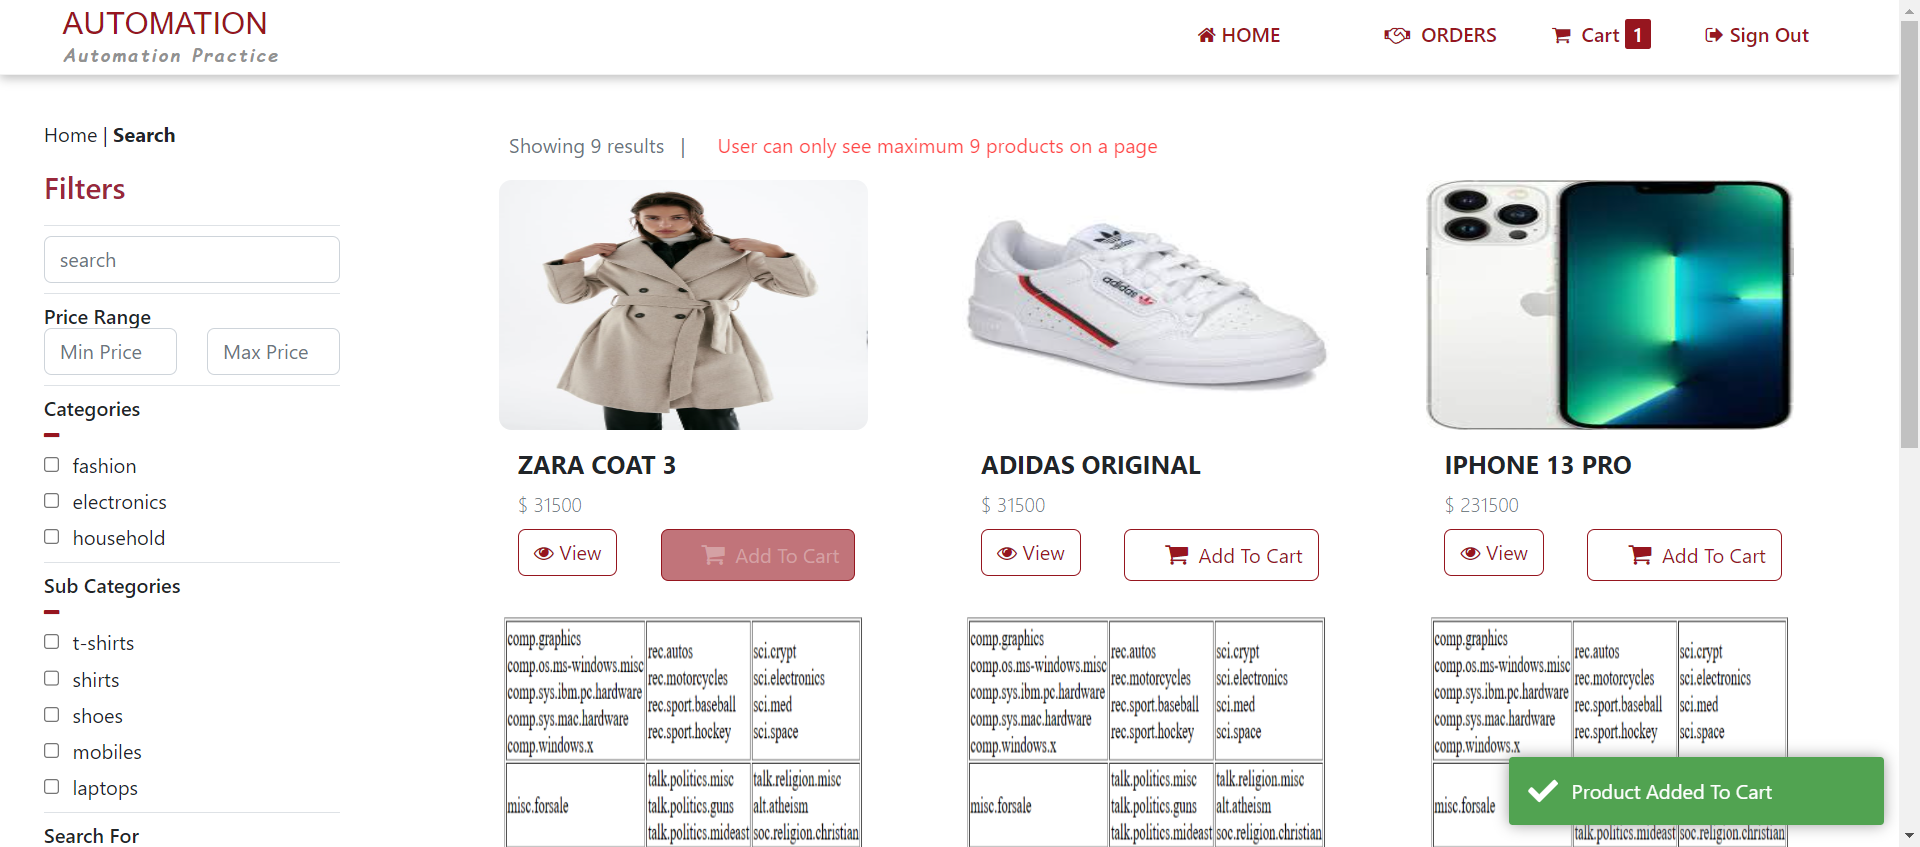 AUTOMATION
Automation Practice
HOME
ORDERS
Cart 1
Sign Out
Home | Search
Filters
search
Price Range
Min Price
Max Price
Categories
fashion
electronics
household
Sub Categories
t-shirts
shirts
shoes
mobiles
laptops
Search For
Showing 9 results |
User can only see maximum 9 products on a page
adidas
adidas
ZARA COAT 3
$ 31500
View
Add To Cart
ADIDAS ORIGINAL
$ 31500
View
Add To Cart
IPHONE 13 PRO
$ 231500
View
Add To Cart
comp.graphics
comp.os.ms-windows.misc
comp.sys.ibm.pc.hardware
comp.sys.mac.hardware
comp.windows.x
rec.autos
rec.motorcycles
rec.sport.baseball
rec.sport.hockey
sci.crypt
sci.electronics
sci.med
sci.space
misc.forsale
talk.politics.misc
talk.politics.guns
talk.politics.mideast
talk.religion.misc
alt.atheism
soc.religion.christian
comp.graphics
comp.os.ms-windows.misc
comp.sys.ibm.pc.hardware
comp.sys.mac.hardware
comp.windows.x
rec.autos
rec.motorcycles
rec.sport.baseball
rec.sport.hockey
sci.crypt
sci.electronics
sci.med
sci.space
misc.forsale
talk.politics.misc
talk.politics.guns
talk.politics.mideast
talk.religion.misc
alt.atheism
soc.religion.christian
comp.graphics
comp.os.ms-windows.misc
comp.sys.ibm.pc.hardware
comp.sys.mac.hardware
comp.windows.x
rec.autos
rec.motorcycles
rec.sport.baseball
rec.sport.hockey
sci.crypt
sci.electronics
sci.med
sci.space
misc.forsale
talk.politics.mideast
soc.religion.christian
Product Added To Cart